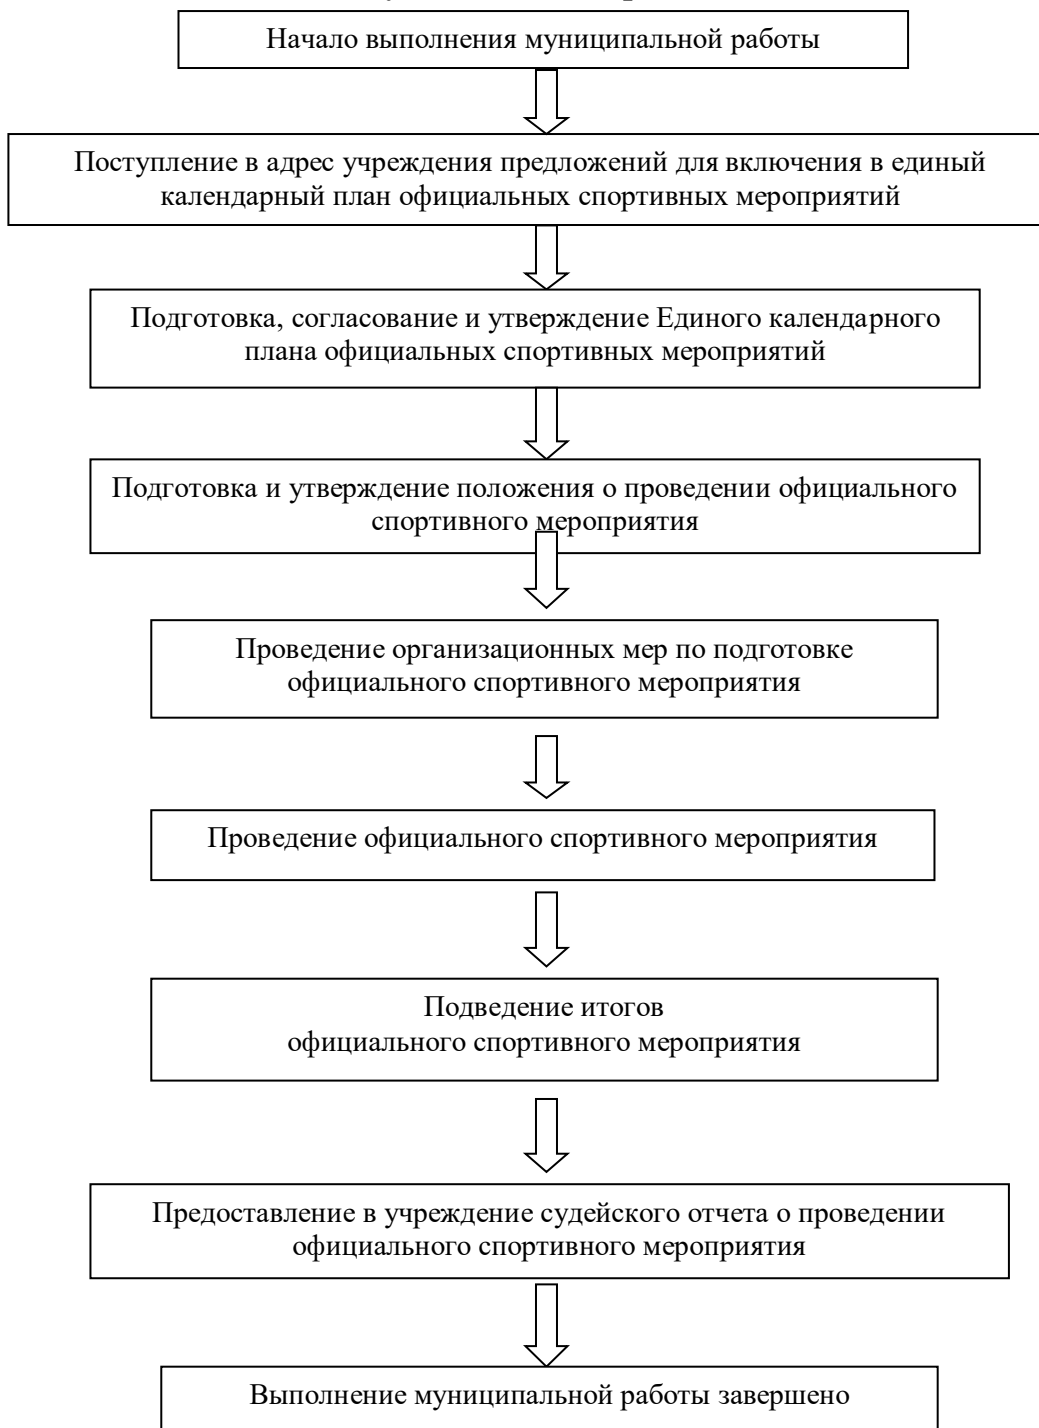 Начало выполнения муниципальной работы
Поступление в адрес учреждения предложений для включения в единый
календарный план официальных спортивных мероприятий
Подготовка, согласование и утверждение Единого календарного
плана официальных спортивных мероприятий
Подготовка и утверждение положения о проведении официального
спортивного мероприятия
Проведение организационных мер по подготовке
официального спортивного мероприятия
Проведение официального спортивного мероприятия
Подведение итогов
официального спортивного мероприятия
Предоставление в учреждение судейского отчета о проведении
официального спортивного мероприятия
Выполнение муниципальной работы завершено